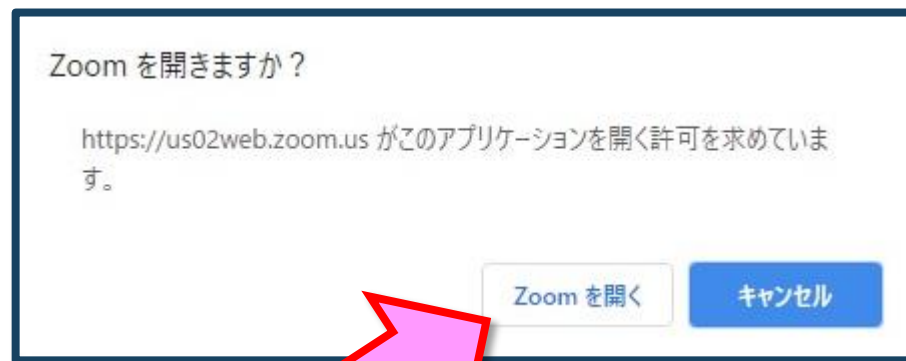 Zoom を開きますか？
https://us02web.zoom.us がこのアプリケーションを開く許可を求めていま
す。
Zoom を開く
キャンセル